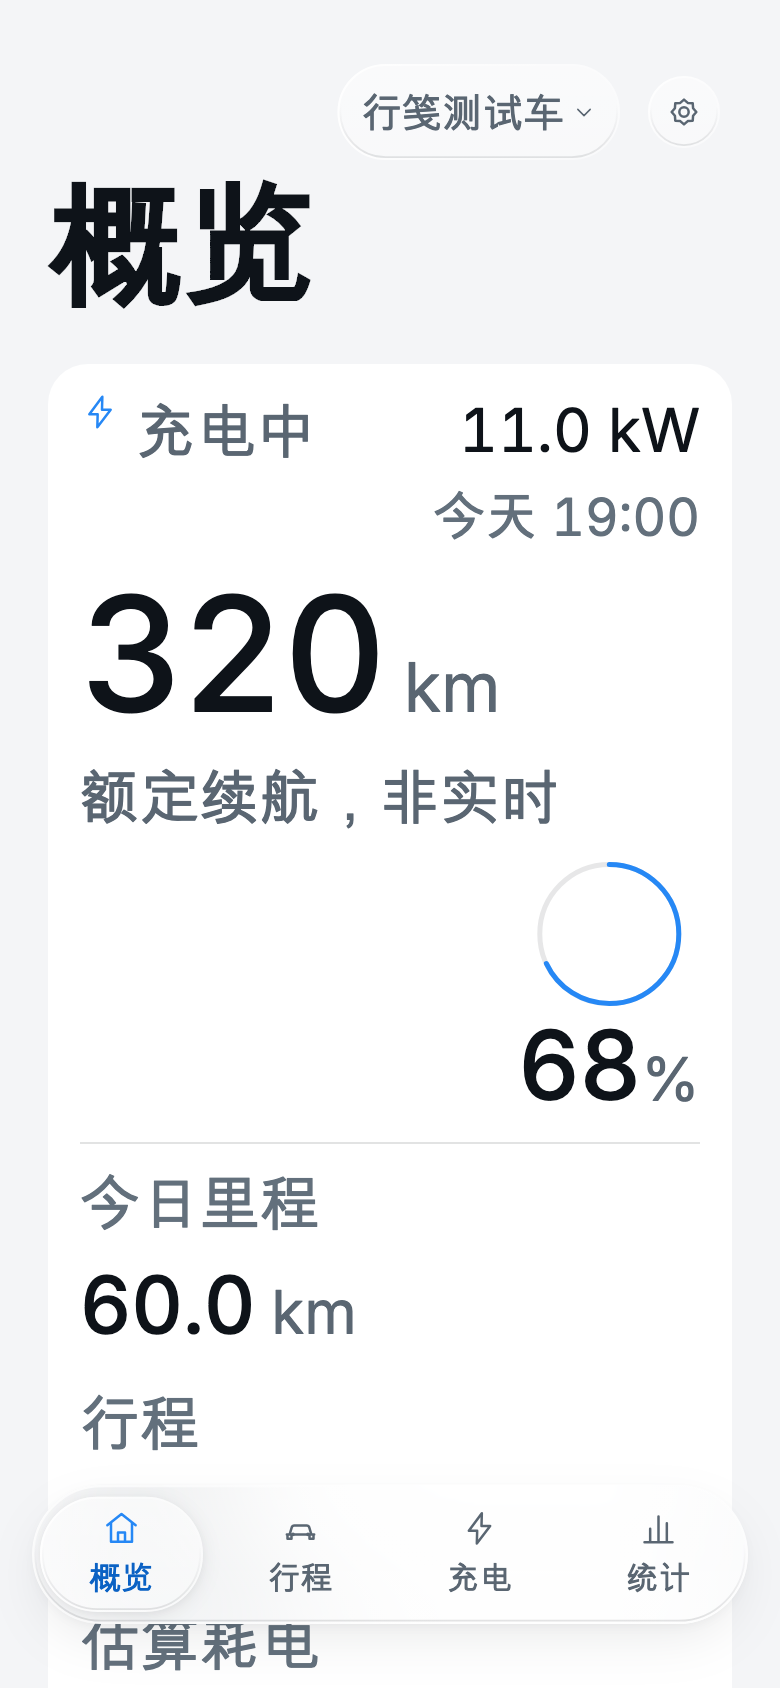 行笺测试车
概览
充电中 11.0 kW
今天 19:00
320 km
额定续航，非实时
68%
今日里程
60.0 km
行程
概览 行程 充电 统计
估算耗电